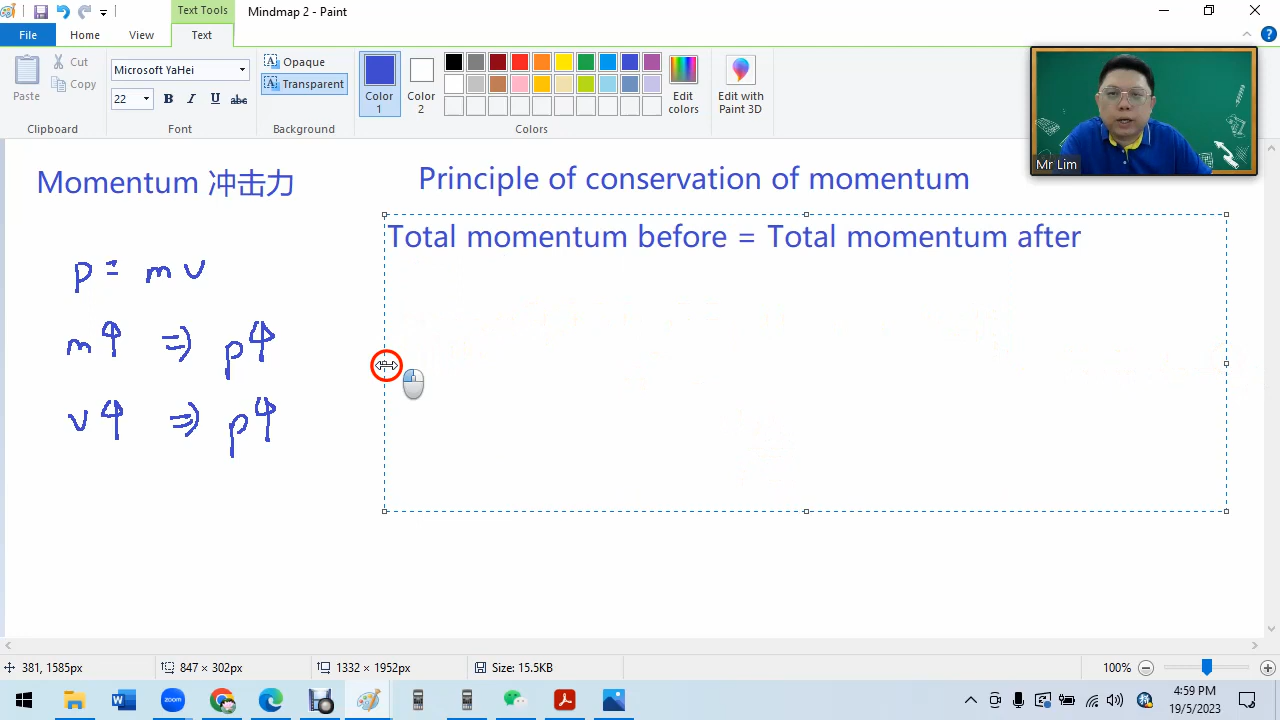 Text Tools
Mindmap 2 - Paint
File
Home
View
Text
Paste
Cut
Copy
Clipboard
Microsoft YaHei
22
B
I
U
abc
Font
Opaque
Transparent
Background
Color 1
Color 2
Edit colors
Edit with Paint 3D
Colors
Mr Lim
Momentum 冲击力
Principle of conservation of momentum
Total momentum before = Total momentum after
p = m v
m↑ ⇒ p↑
v↑ ⇒ p↑
381, 1585px
847 × 302px
1332 × 1952px
Size: 15.5KB
100%
zoom
4:59 PM
19/5/2023